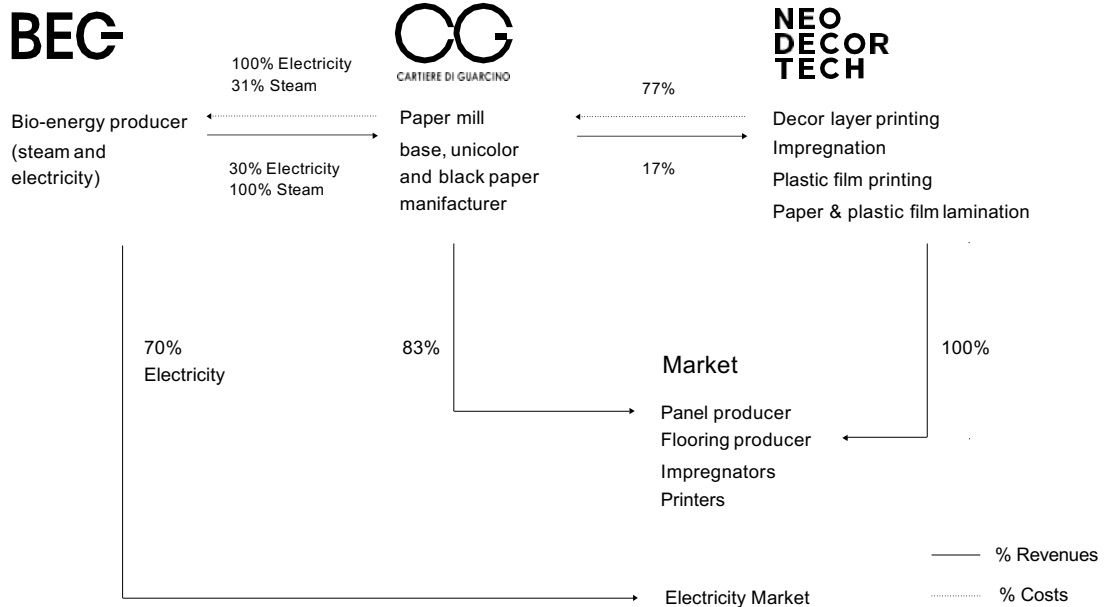 BEG
CG
CARTIERE DI GUARCINO
NEO
DECOR
TECH
100% Electricity
31% Steam
77%
Bio-energy producer
(steam and
electricity)
Paper mill
base, unicolor
and black paper
manifacturer
Decor layer printing
Impregnation
Plastic film printing
Paper & plastic film lamination
30% Electricity
100% Steam
17%
70%
Electricity
83%
100%
Market
Panel producer
Flooring producer
Impregnators
Printers
% Revenues
Electricity Market
% Costs